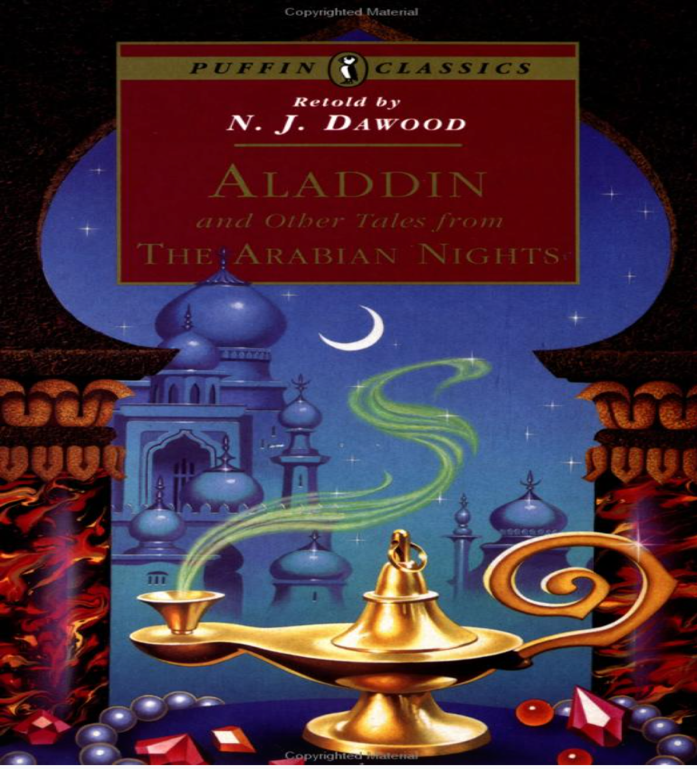 Copyrighted Material
PUFFIN CLASSICS
Retold by
N. J. DAWOOD
ALADDIN
and Other Tales from
THE ARABIAN NIGHTS
Copyrighted Material